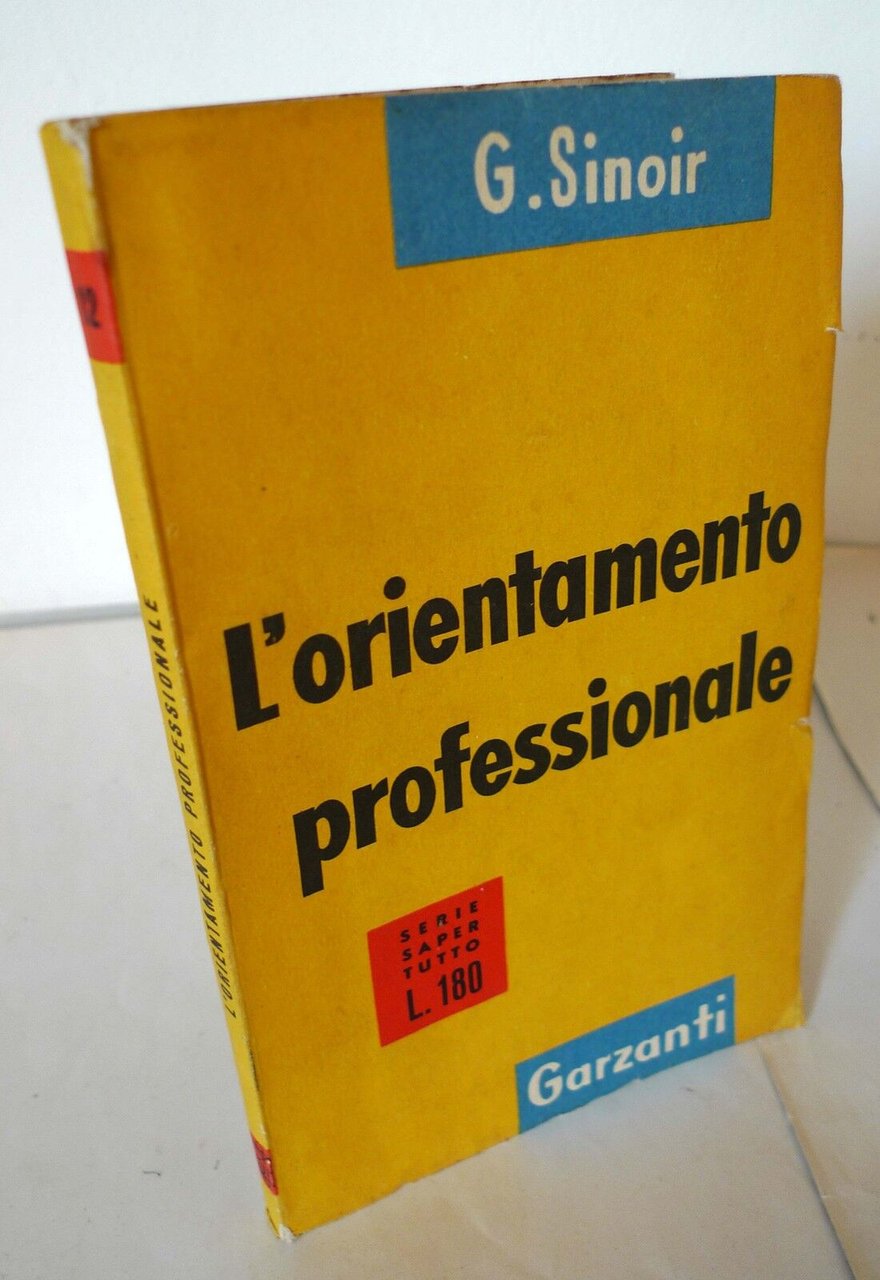 G. Sinoir
L'orientamento
professionale
SERIE
SAPER
TUTTO
L. 180
Garzanti
L'ORIENTAMENTO PROFESSIONALE